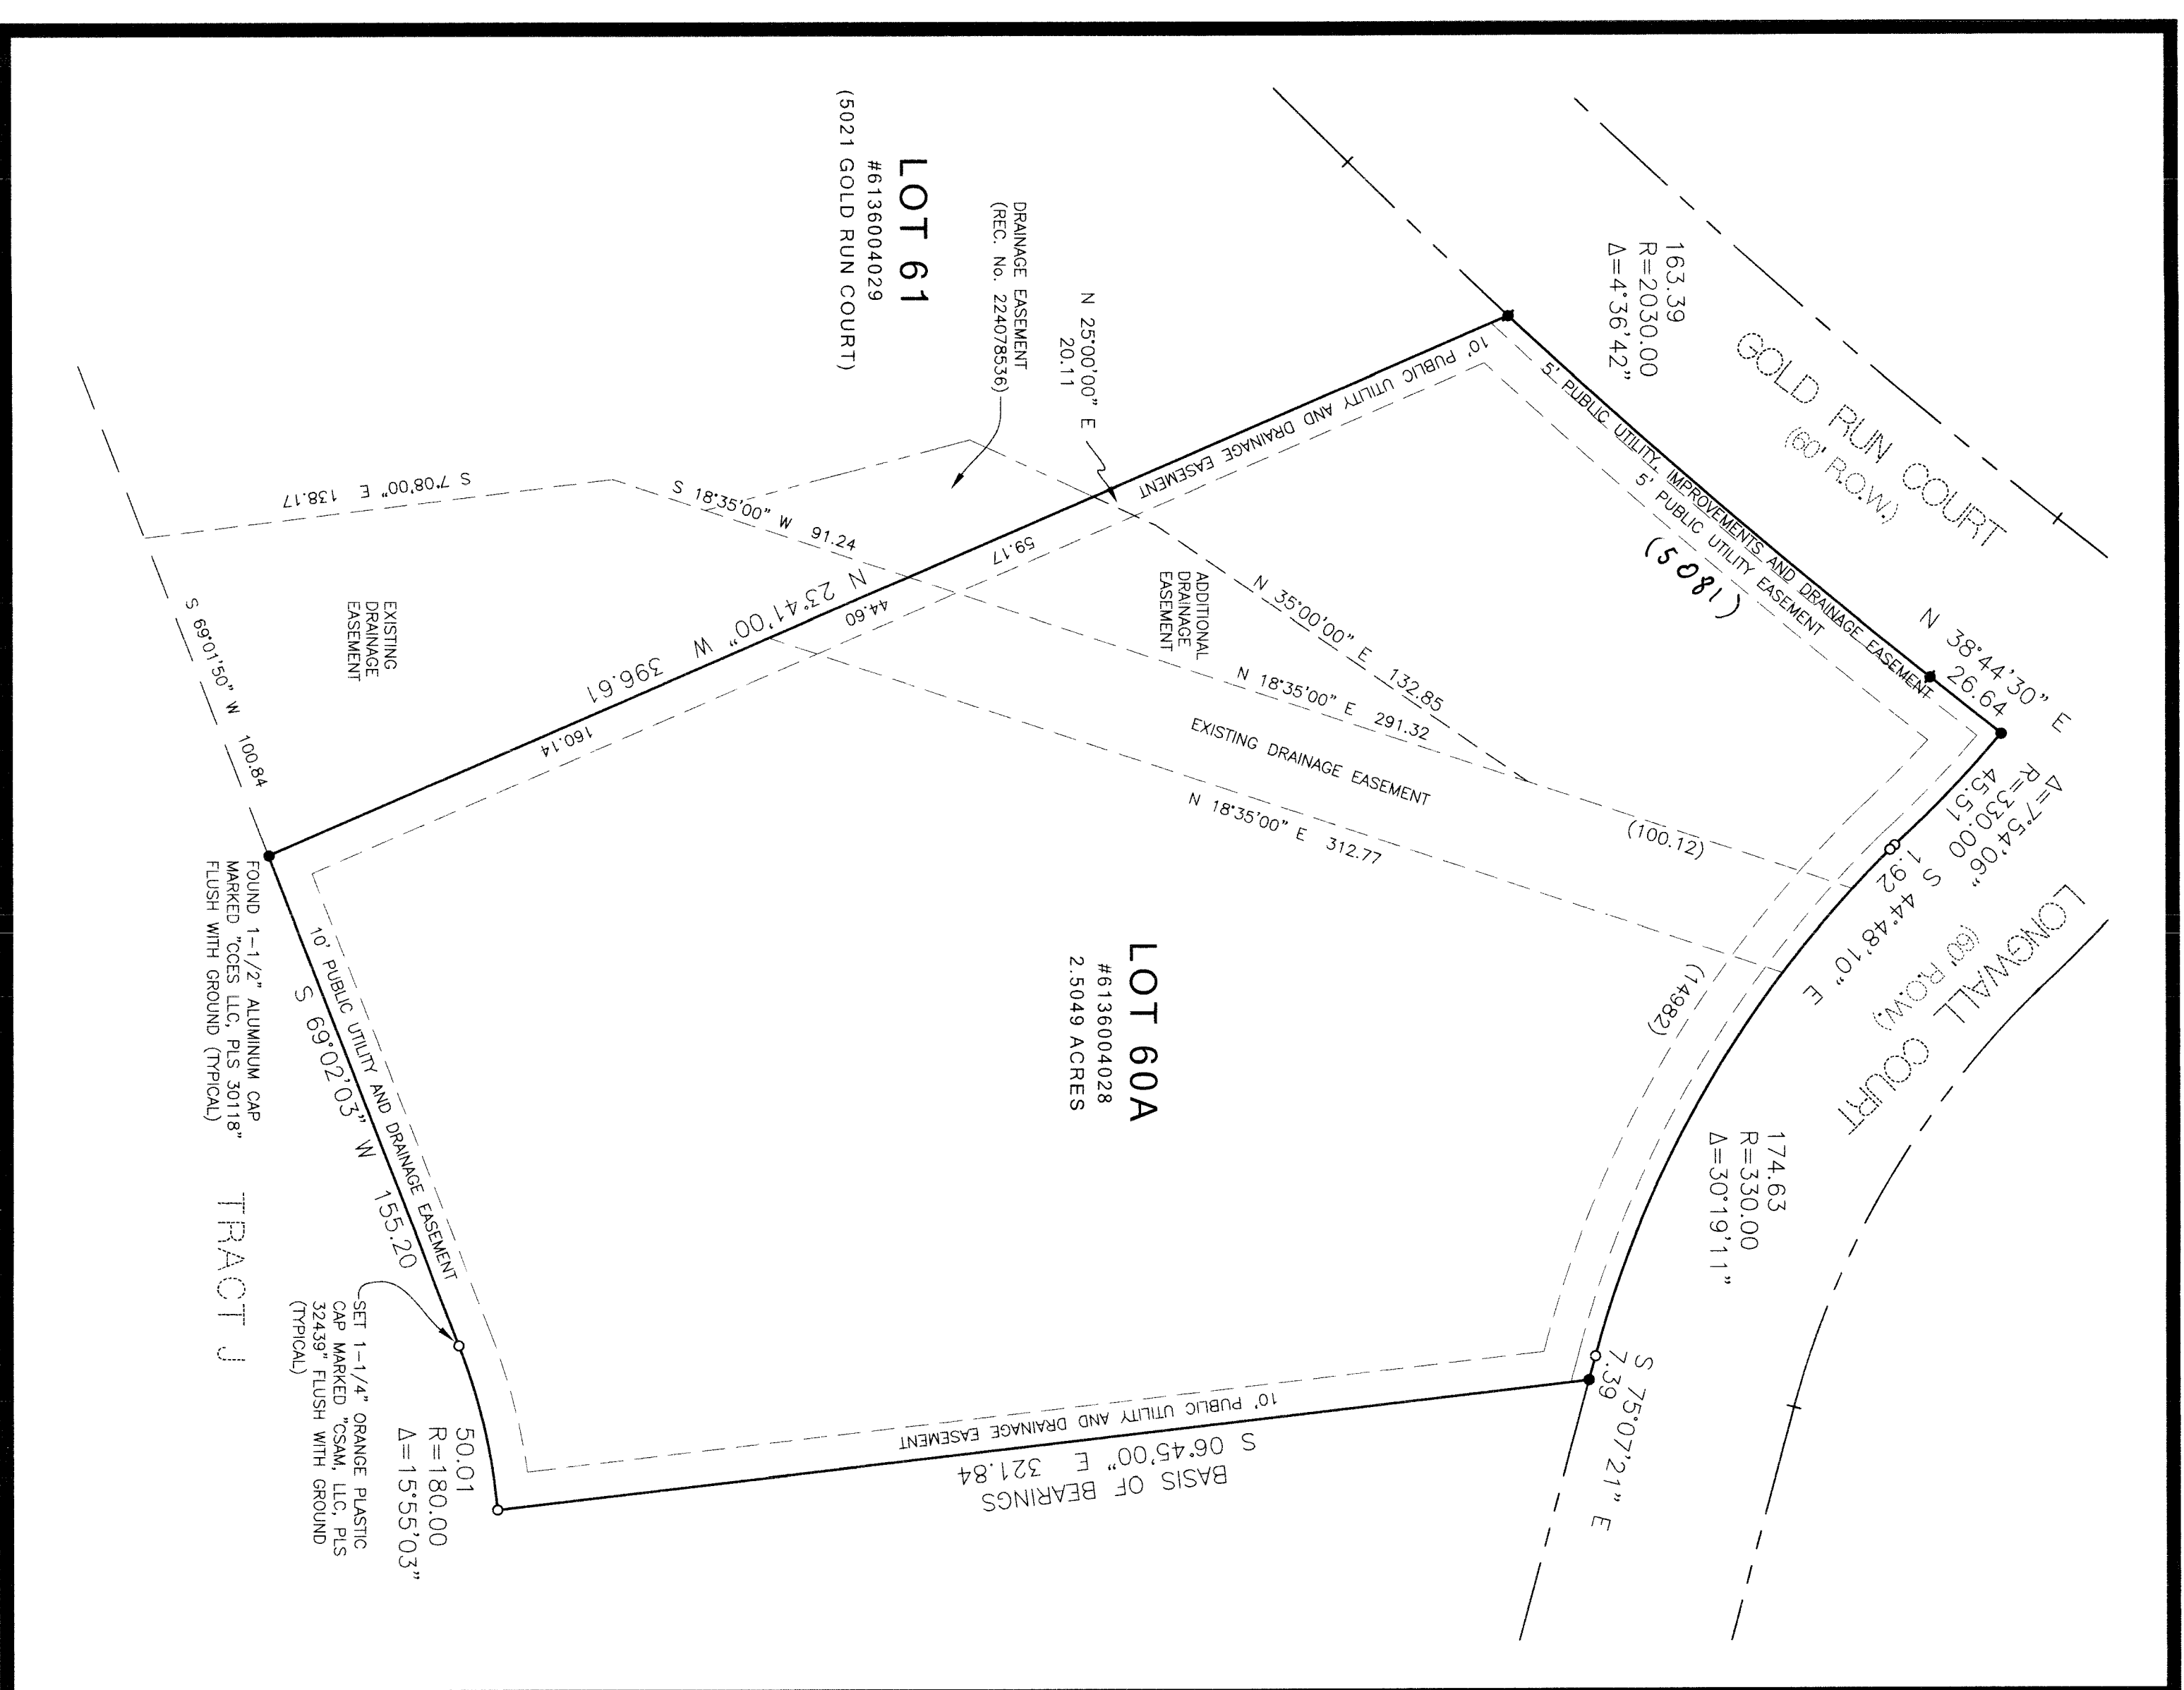 GOLD RUN COURT
(60' R.O.W.)
163.39
R=2030.00
Δ=4°36'42"
N 38°44'30" E
26.64
Δ=7°54'06"
R=330.00
45.51
S 44°48'10" E
1.92
LONGWALL COURT
(60' R.O.W.)
174.63
R=330.00
Δ=30°19'11"
S 75°07'21" E
7.39
5' PUBLIC UTILITY, IMPROVEMENTS AND DRAINAGE EASEMENT
5' PUBLIC UTILITY EASEMENT
(5081)
LOT 61
#6136004029
(5021 GOLD RUN COURT)
DRAINAGE EASEMENT
(REC. No. 224078536)
N 25°00'00" E
20.11
10' PUBLIC UTILITY AND DRAINAGE EASEMENT
59.17
44.60
160.14
N 23°41'00" W 396.61
S 18°35'00" W 91.24
S 7°08'00" E 138.17
EXISTING
DRAINAGE
EASEMENT
S 69°01'50" W 100.84
ADDITIONAL
DRAINAGE
EASEMENT
N 35°00'00" E 132.85
N 18°35'00" E 291.32
EXISTING DRAINAGE EASEMENT
N 18°35'00" E 312.77
(100.12)
(14982)
LOT 60A
#6136004028
2.5049 ACRES
FOUND 1-1/2" ALUMINUM CAP
MARKED "CCES LLC, PLS 30118"
FLUSH WITH GROUND (TYPICAL)
10' PUBLIC UTILITY AND DRAINAGE EASEMENT
S 69°02'03" W 155.20
TRACT J
SET 1-1/4" ORANGE PLASTIC
CAP MARKED "CSAM, LLC, PLS
32439" FLUSH WITH GROUND
(TYPICAL)
50.01
R=180.00
Δ=15°55'03"
10' PUBLIC UTILITY AND DRAINAGE EASEMENT
S 06°45'00" E 321.84
BASIS OF BEARINGS